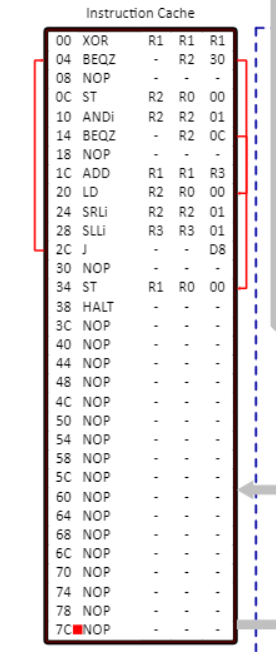 Instruction Cache
00 XOR R1 R1 R1
04 BEQZ - R2 30
08 NOP - - -
0C ST R2 R0 00
10 ANDi R2 R2 01
14 BEQZ - R2 0C
18 NOP - - -
1C ADD R1 R1 R3
20 LD R2 R0 00
24 SRLi R2 R2 01
28 SLLi R3 R3 01
2C J - - D8
30 NOP - - -
34 ST R1 R0 00
38 HALT - - -
3C NOP - - -
40 NOP - - -
44 NOP - - -
48 NOP - - -
4C NOP - - -
50 NOP - - -
54 NOP - - -
58 NOP - - -
5C NOP - - -
60 NOP - - -
64 NOP - - -
68 NOP - - -
6C NOP - - -
70 NOP - - -
74 NOP - - -
78 NOP - - -
7C NOP - - -